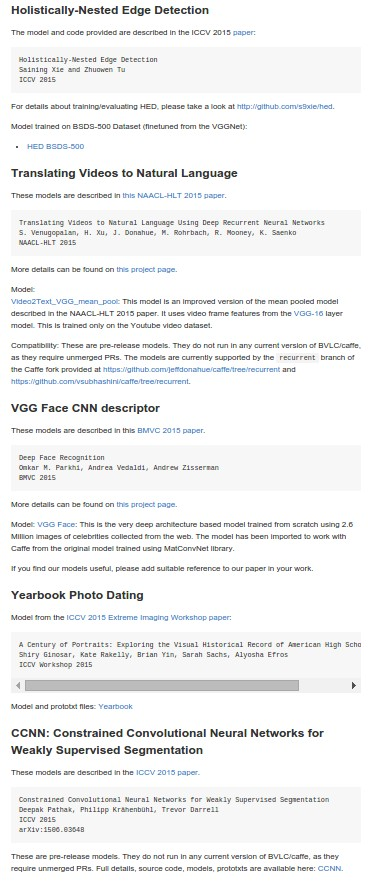 Holistically-Nested Edge Detection
The model and code provided are described in the ICCV 2015 paper:
Holistically-Nested Edge Detection
Saining Xie and Zhuowen Tu
ICCV 2015
For details about training/evaluating HED, please take a look at http://github.com/s9xie/hed.
Model trained on BSDS-500 Dataset (finetuned from the VGGNet):
• HED BSDS-500
Translating Videos to Natural Language
These models are described in this NAACL-HLT 2015 paper.
Translating Videos to Natural Language Using Deep Recurrent Neural Networks
S. Venugopalan, H. Xu, J. Donahue, M. Rohrbach, R. Mooney, K. Saenko
NAACL-HLT 2015
More details can be found on this project page.
Model:
Video2Text_VGG_mean_pool: This model is an improved version of the mean pooled model
described in the NAACL-HLT 2015 paper. It uses video frame features from the VGG-16 layer
model. This is trained only on the Youtube video dataset.
Compatibility: These are pre-release models. They do not run in any current version of BVLC/caffe,
as they require unmerged PRs. The models are currently supported by the recurrent branch of
the Caffe fork provided at https://github.com/jeffdonahue/caffe/tree/recurrent and
https://github.com/vsubhashini/caffe/tree/recurrent.
VGG Face CNN descriptor
These models are described in this BMVC 2015 paper.
Deep Face Recognition
Omkar M. Parkhi, Andrea Vedaldi, Andrew Zisserman
BMVC 2015
More details can be found on this project page.
Model: VGG Face: This is the very deep architecture based model trained from scratch using 2.6
Million images of celebrities collected from the web. The model has been imported to work with
Caffe from the original model trained using MatConvNet library.
If you find our models useful, please add suitable reference to our paper in your work.
Yearbook Photo Dating
Model from the ICCV 2015 Extreme Imaging Workshop paper:
A Century of Portraits: Exploring the Visual Historical Record of American High Scho
Shiry Ginosar, Kate Rakelly, Brian Yin, Sarah Sachs, Alyosha Efros
ICCV Workshop 2015
Model and prototxt files: Yearbook
CCNN: Constrained Convolutional Neural Networks for
Weakly Supervised Segmentation
These models are described in the ICCV 2015 paper.
Constrained Convolutional Neural Networks for Weakly Supervised Segmentation
Deepak Pathak, Philipp Krähenbühl, Trevor Darrell
ICCV 2015
arXiv:1506.03648
These are pre-release models. They do not run in any current version of BVLC/caffe, as they
require unmerged PRs. Full details, source code, models, prototxts are available here: CCNN.